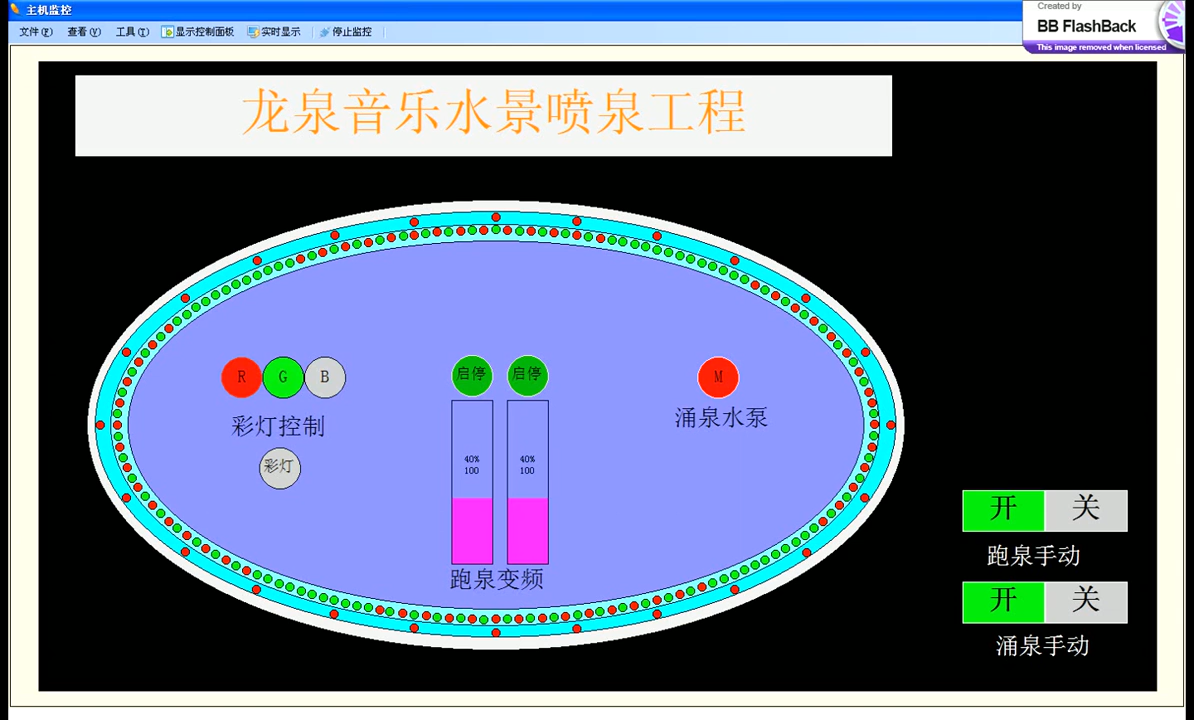 主机监控
Created by
BB FlashBack
This image removed when licensed
文件(F) 查看(V) 工具(T) 显示控制面板 实时显示 停止监控
龙泉音乐水景喷泉工程
R G B
彩灯控制
彩灯
启停 启停
40% 40%
100 100
跑泉变频
M
涌泉水泵
开 关
跑泉手动
开 关
涌泉手动